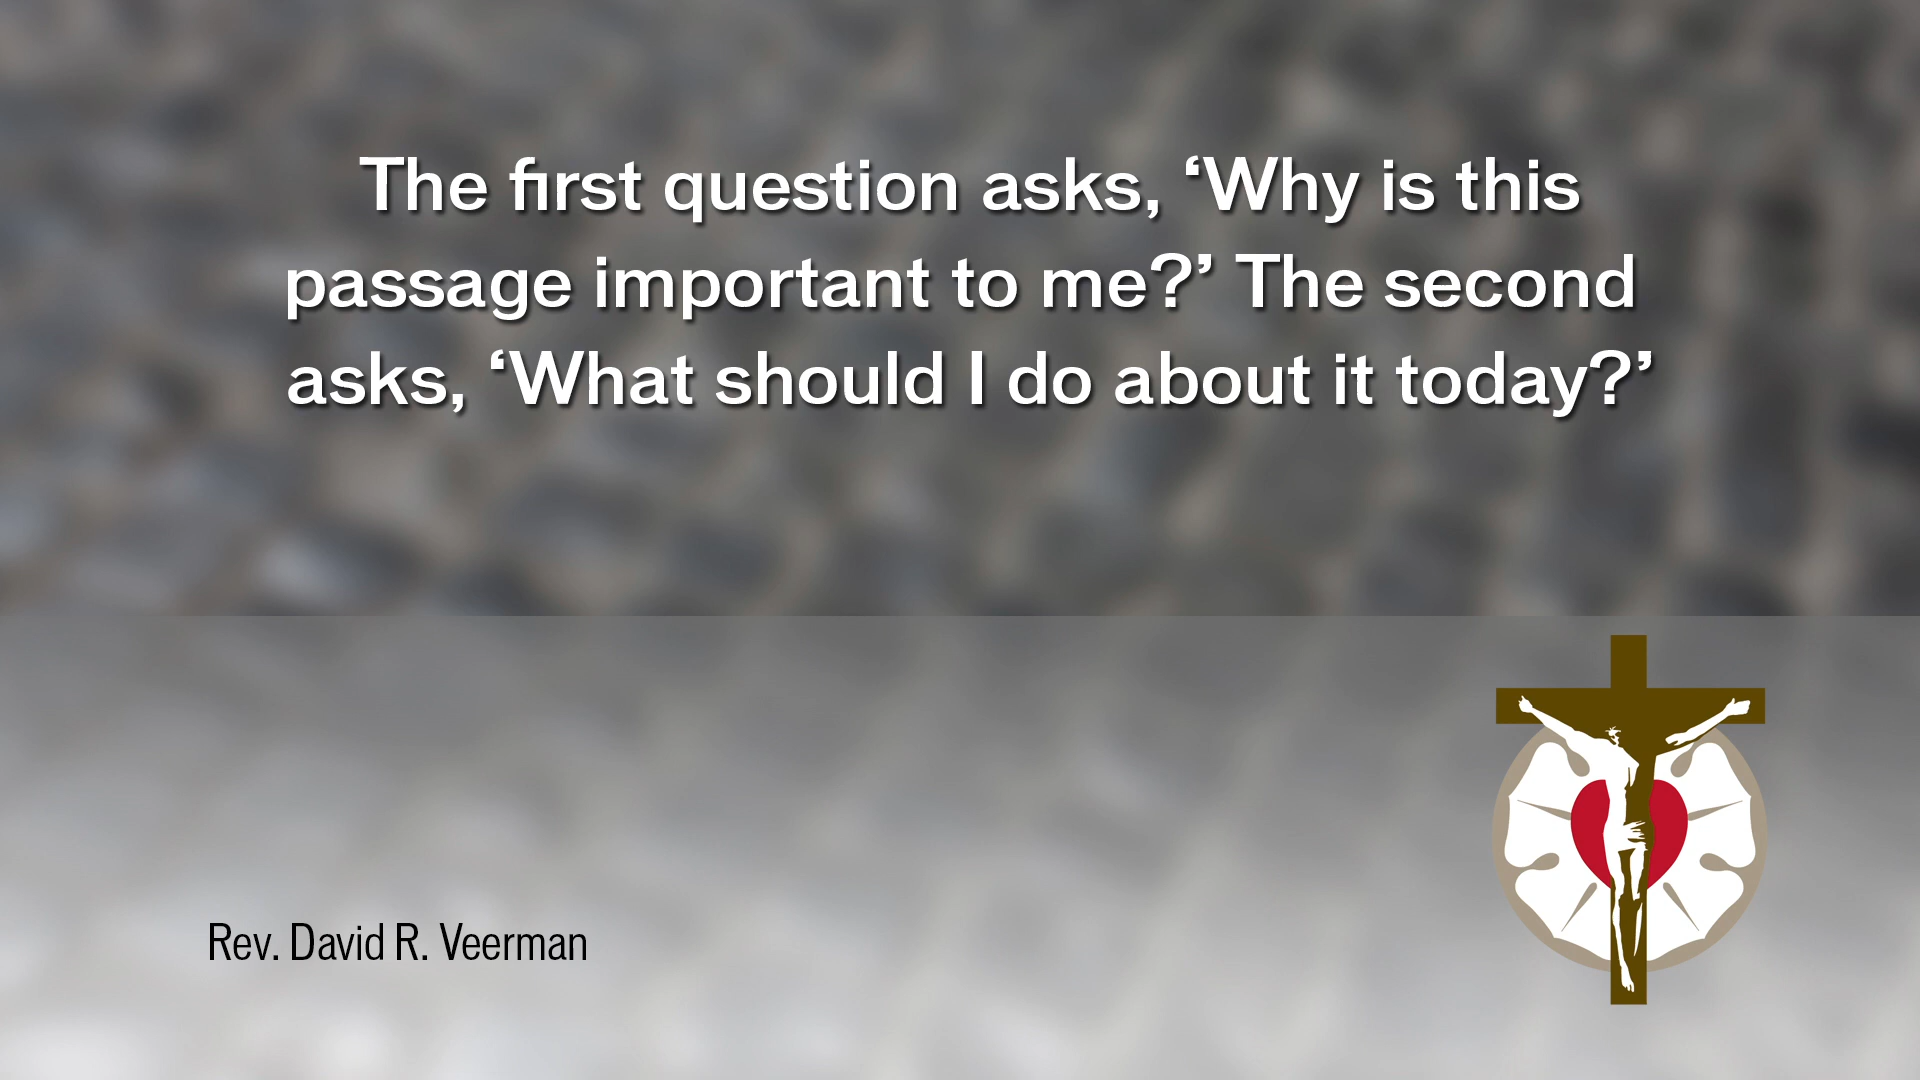 The first question asks, ‘Why is this
passage important to me?’ The second
asks, ‘What should I do about it today?’
Rev. David R. Veerman